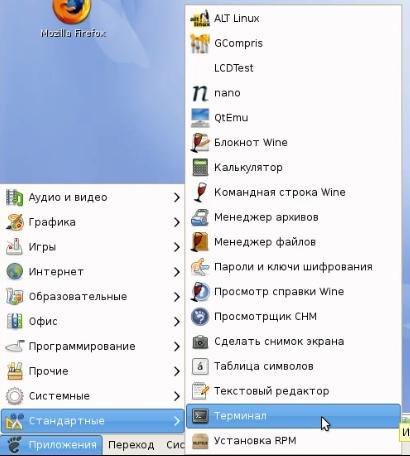 Mozilla Firefox
ALT Linux
GCompris
LCDTest
nano
QtEmu
Блокнот Wine
Калькулятор
Командная строка Wine
Менеджер архивов
Менеджер файлов
Пароли и ключи шифрования
Просмотр справки Wine
Просмотрщик CHM
Сделать снимок экрана
Таблица символов
Текстовый редактор
Терминал
Установка RPM
Аудио и видео
Графика
Игры
Интернет
Образовательные
Офис
Программирование
Прочие
Системные
Стандартные
Приложения Переход Сис
И